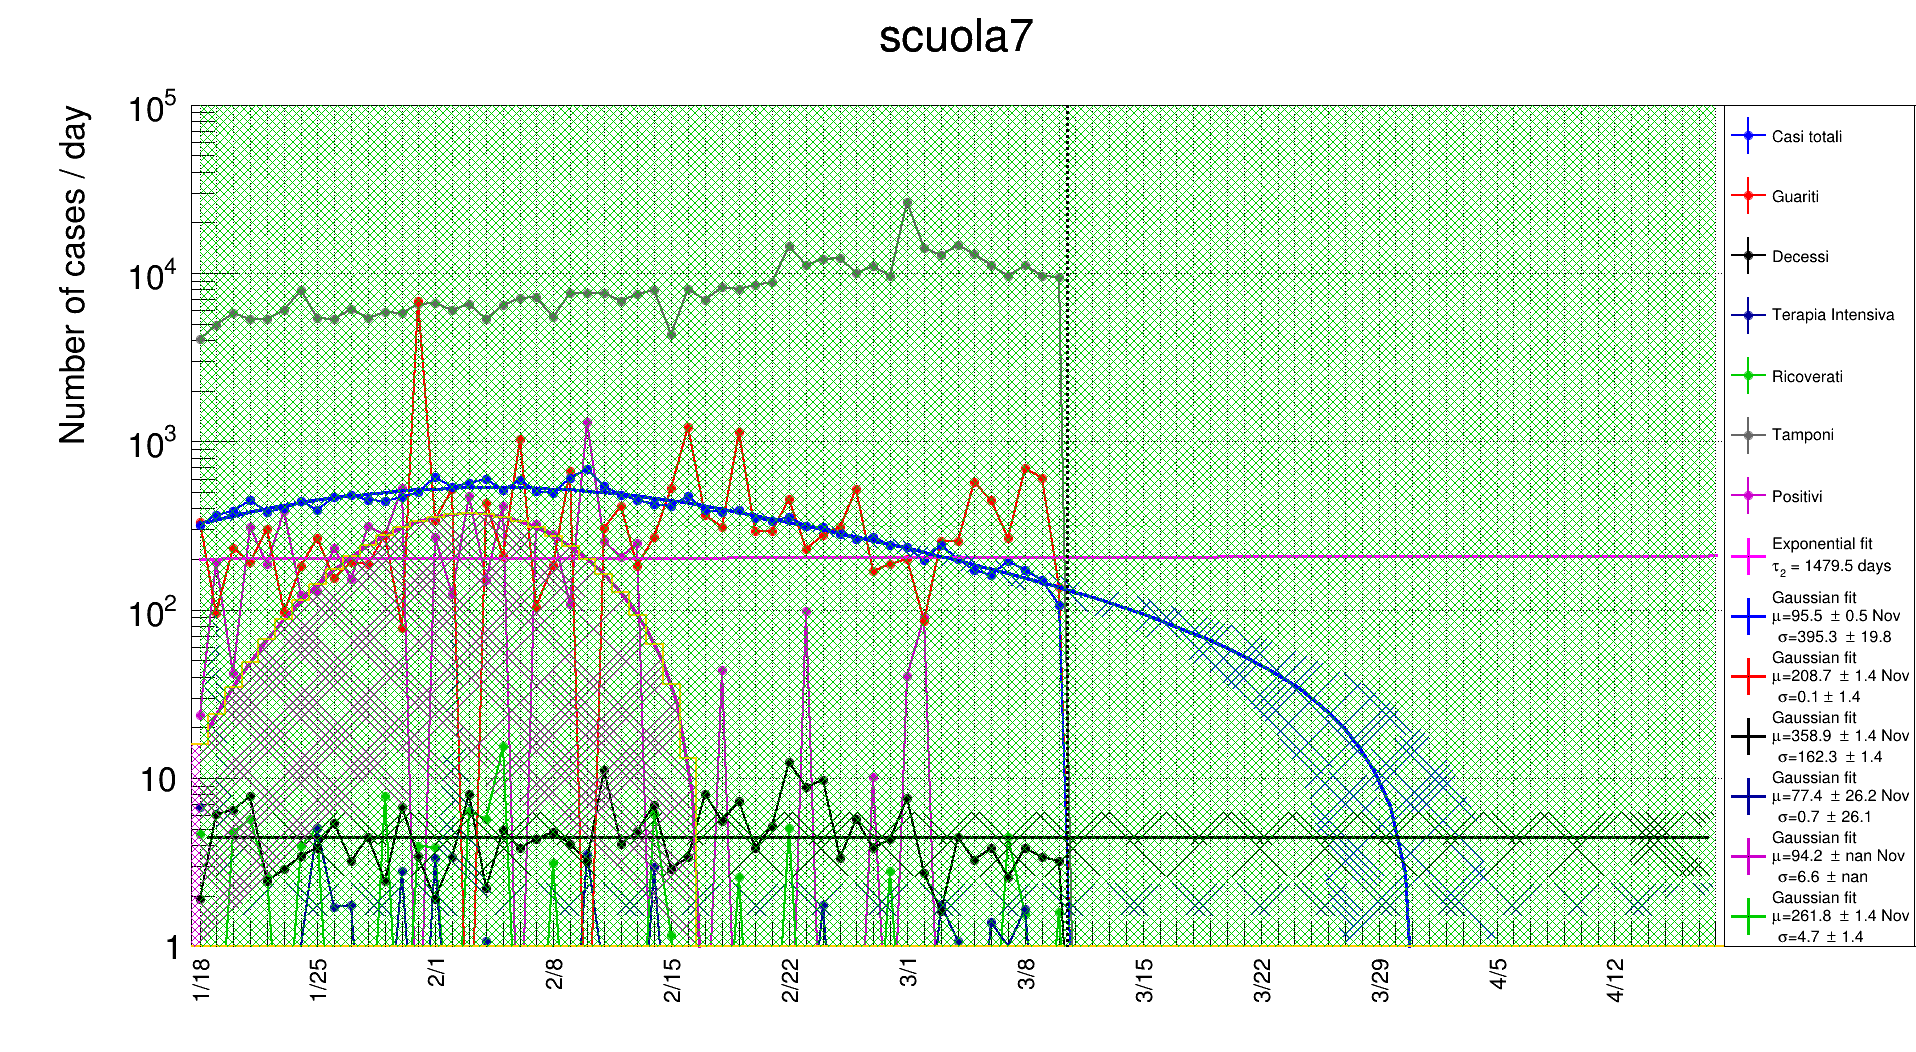 scuola7
Number of cases / day
10^5
10^4
10^3
10^2
10
1
1/18
1/25
2/1
2/8
2/15
2/22
3/1
3/8
3/15
3/22
3/29
4/5
4/12
Casi totali
Guariti
Decessi
Terapia Intensiva
Ricoverati
Tamponi
Positivi
Exponential fit
τ_2 = 1479.5 days
Gaussian fit
μ=95.5 ± 0.5 Nov
σ=395.3 ± 19.8
Gaussian fit
μ=208.7 ± 1.4 Nov
σ=0.1 ± 1.4
Gaussian fit
μ=358.9 ± 1.4 Nov
σ=162.3 ± 1.4
Gaussian fit
μ=77.4 ± 26.2 Nov
σ=0.7 ± 26.1
Gaussian fit
μ=94.2 ± nan Nov
σ=6.6 ± nan
Gaussian fit
μ=261.8 ± 1.4 Nov
σ=4.7 ± 1.4